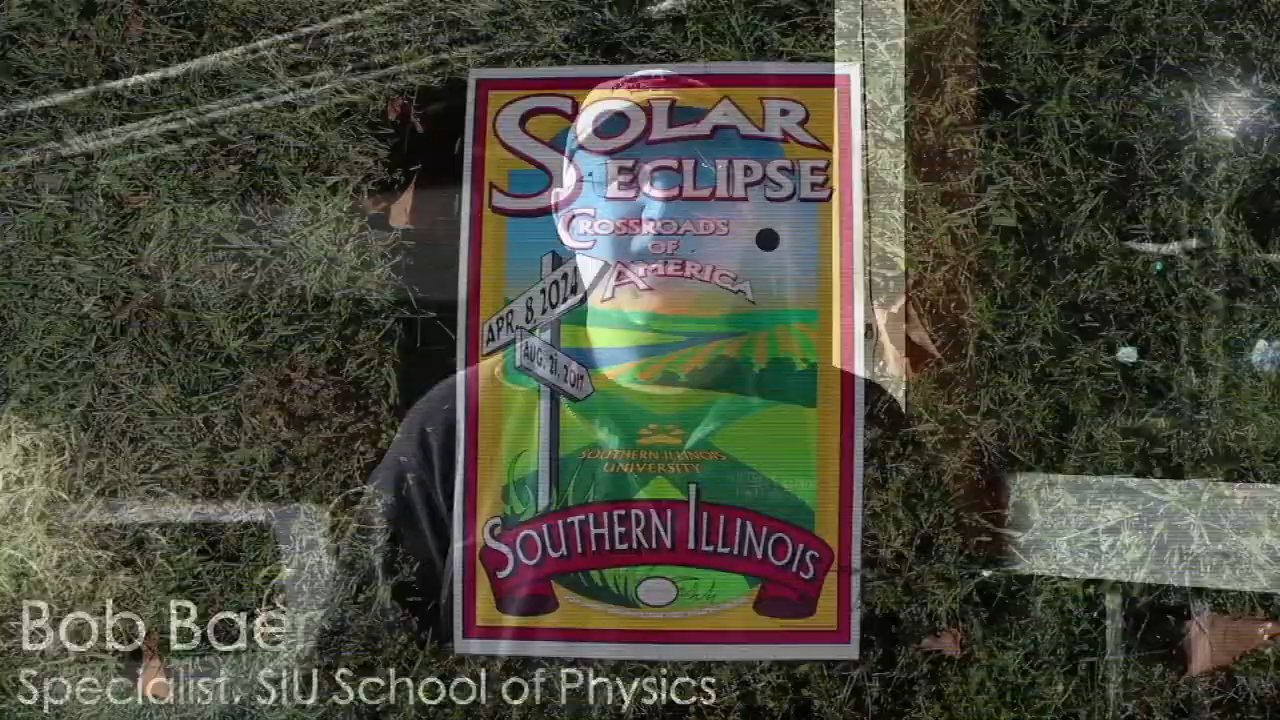 SOLAR
ECLIPSE
CROSSROADS
OF
AMERICA
APR. 8, 2024
AUG. 21, 2017
SOUTHERN ILLINOIS
UNIVERSITY
SOUTHERN ILLINOIS
Bob Baer
Specialist, SIU School of Physics